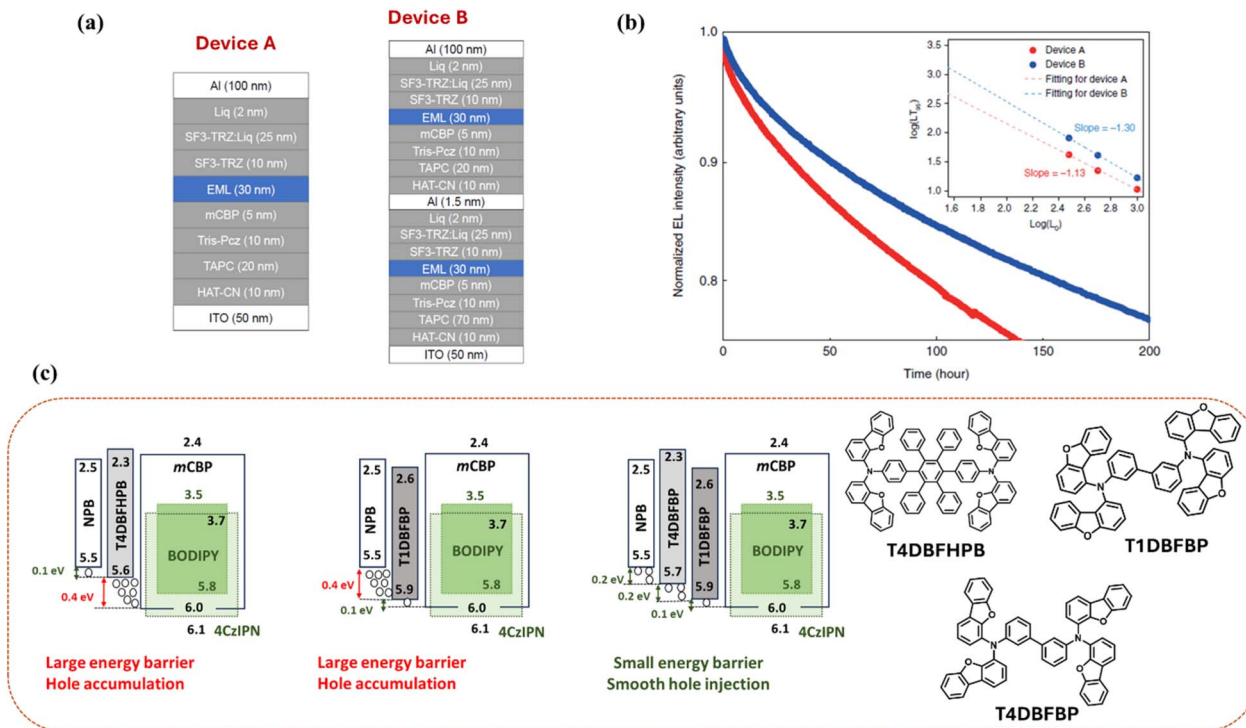 (a)
Device A
Al (100 nm)
Liq (2 nm)
SF3-TRZ:Liq (25 nm)
SF3-TRZ (10 nm)
EML (30 nm)
mCBP (5 nm)
Tris-Pcz (10 nm)
TAPC (20 nm)
HAT-CN (10 nm)
ITO (50 nm)
Device B
Al (100 nm)
Liq (2 nm)
SF3-TRZ:Liq (25 nm)
SF3-TRZ (10 nm)
EML (30 nm)
mCBP (5 nm)
Tris-Pcz (10 nm)
TAPC (20 nm)
HAT-CN (10 nm)
Al (1.5 nm)
Liq (2 nm)
SF3-TRZ:Liq (25 nm)
SF3-TRZ (10 nm)
EML (30 nm)
mCBP (5 nm)
Tris-Pcz (10 nm)
TAPC (70 nm)
HAT-CN (10 nm)
ITO (50 nm)
(b)
Normalized EL intensity (arbitrary units)
1.0
0.9
0.8
0
50
100
150
200
Time (hour)
log(LT95)
3.5
3.0
2.5
2.0
1.5
1.0
1.6
1.8
2.0
2.2
2.4
2.6
2.8
3.0
Log(L0)
Device A
Device B
Fitting for device A
Fitting for device B
Slope = −1.30
Slope = −1.13
(c)
2.5
NPB
5.5
0.1 eV
0.4 eV
2.3
T4DBFHPB
5.6
2.4
mCBP
3.5
3.7
BODIPY
5.8
6.0
6.1
4CzIPN
Large energy barrier
Hole accumulation
2.5
NPB
5.5
0.4 eV
0.1 eV
2.6
T1DBFBP
5.9
2.4
mCBP
3.5
3.7
BODIPY
5.8
6.0
6.1
4CzIPN
Large energy barrier
Hole accumulation
2.5
NPB
5.5
0.2 eV
0.2 eV
0.1 eV
2.3
T4DBFBP
5.7
2.6
T1DBFBP
5.9
2.4
mCBP
3.5
3.7
BODIPY
5.8
6.0
6.1
4CzIPN
Small energy barrier
Smooth hole injection
O
O
N
N
O
O
T4DBFHPB
O
O
N
N
O
O
T1DBFBP
O
O
N
N
O
O
T4DBFBP